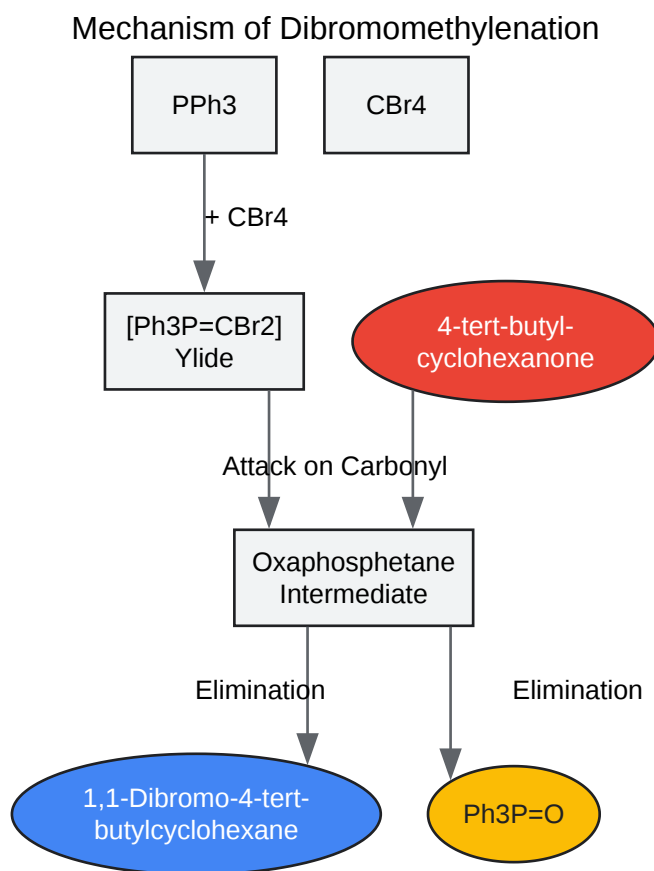 Mechanism of Dibromomethylenation
PPh3
CBr4
+ CBr4
[Ph3P=CBr2]
Ylide
4-tert-butyl-
cyclohexanone
Attack on Carbonyl
Oxaphosphetane
Intermediate
Elimination
Elimination
1,1-Dibromo-4-tert-
butylcyclohexane
Ph3P=O